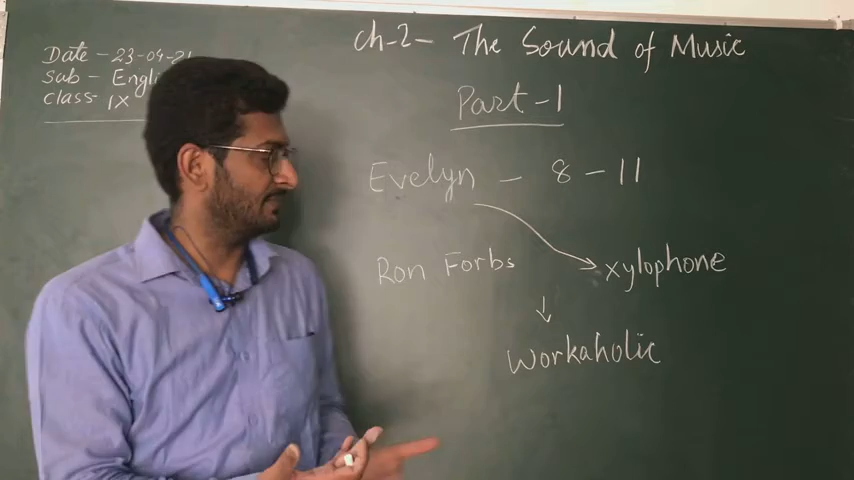 Date - 23-04-21
Sub - Engli
Class- IX
Ch-2- The Sound of Music
Part-1
Evelyn - 8-11
Ron Forbs
xylophone
Workaholic